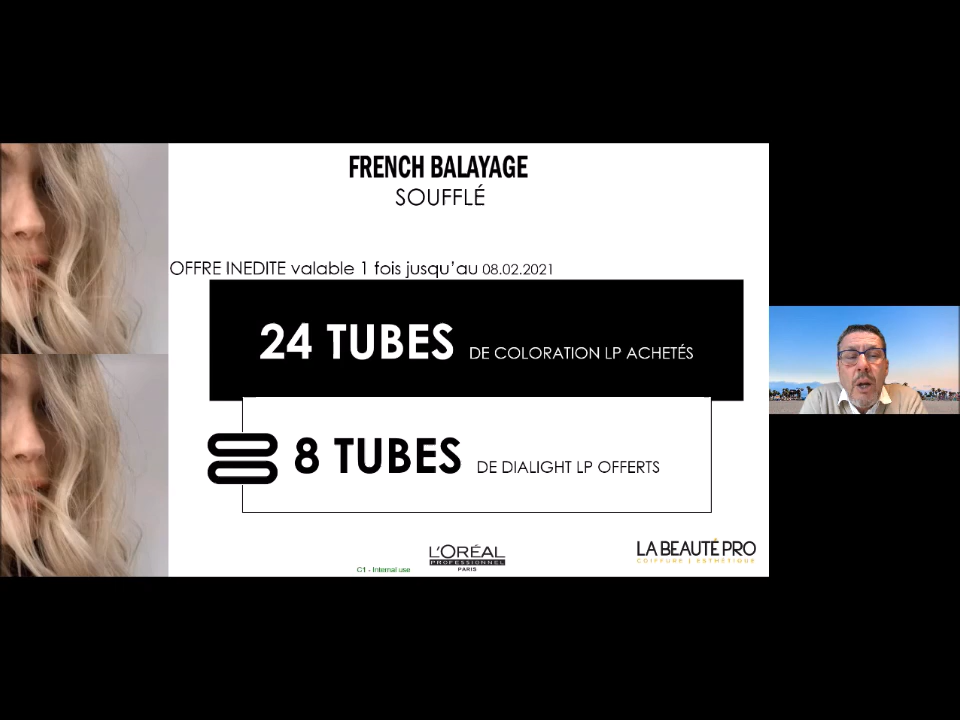 FRENCH BALAYAGE
SOUFFLÉ
OFFRE INEDITE valable 1 fois jusqu'au 08.02.2021
24 TUBES DE COLORATION LP ACHETÉS
8 TUBES DE DIALIGHT LP OFFERTS
C1 - Internal use
L'ORÉAL
PROFESSIONNEL
PARIS
LA BEAUTÉ PRO
COIFFURE | ESTHÉTIQUE